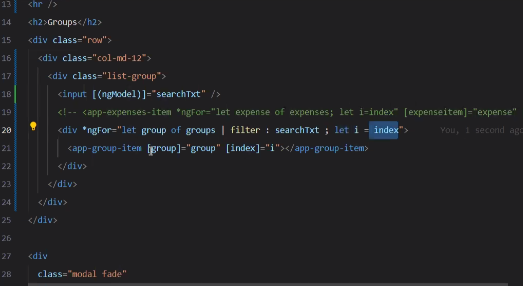 13 <hr />
14 <h2>Groups</h2>
15 <div class="row">
16 <div class="col-md-12">
17 <div class="list-group">
18 <input [(ngModel)]="searchTxt" />
19 <!-- <app-expenses-item *ngFor="let expense of expenses; let i=index" [expenseitem]="expense"
20 <div *ngFor="let group of groups | filter : searchTxt ; let i = index"> You, 1 second ago
21 <app-group-item [group]="group" [index]="i"></app-group-item>
22 </div>
23 </div>
24 </div>
25 </div>
26
27 <div
28 class="modal fade"